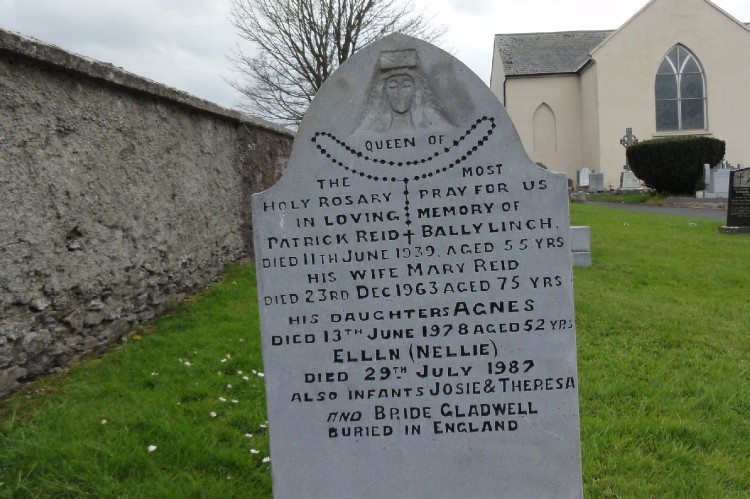 QUEEN OF
THE MOST
HOLY ROSARY PRAY FOR US
IN LOVING MEMORY OF
PATRICK REID BALLYLINCH,
DIED 11TH JUNE 1939, AGED 55 YRS
HIS WIFE MARY REID
DIED 23RD DEC 1963 AGED 75 YRS
HIS DAUGHTERS AGNES
DIED 13TH JUNE 1978 AGED 52 YRS
ELLLN (NELLIE)
DIED 29TH JULY 1987
ALSO INFANTS JOSIE & THERESA
AND BRIDE GLADWELL
BURIED IN ENGLAND